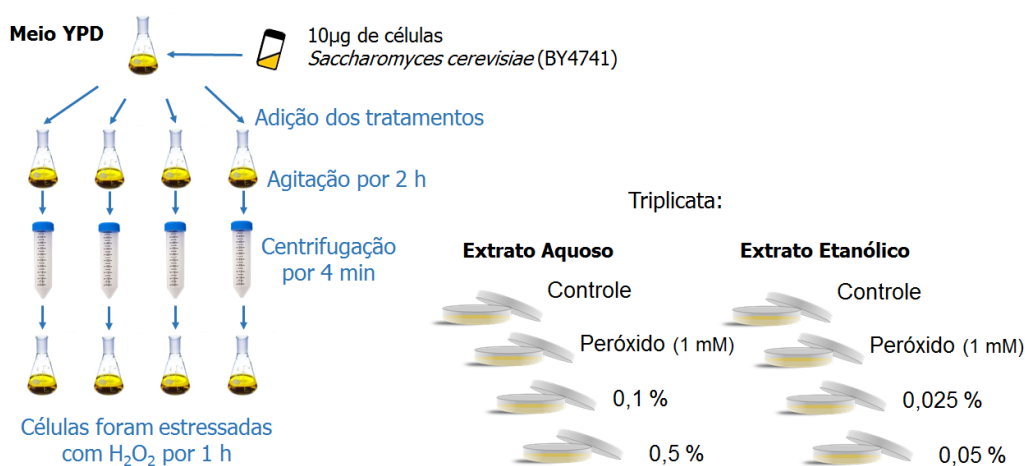 Meio YPD
10µg de células
Saccharomyces cerevisiae (BY4741)
Adição dos tratamentos
Agitação por 2 h
Centrifugação
por 4 min
Células foram estressadas
com H₂O₂ por 1 h
Triplicata:
Extrato Aquoso
Controle
Peróxido (1 mM)
0,1 %
0,5 %
Extrato Etanólico
Controle
Peróxido (1 mM)
0,025 %
0,05 %